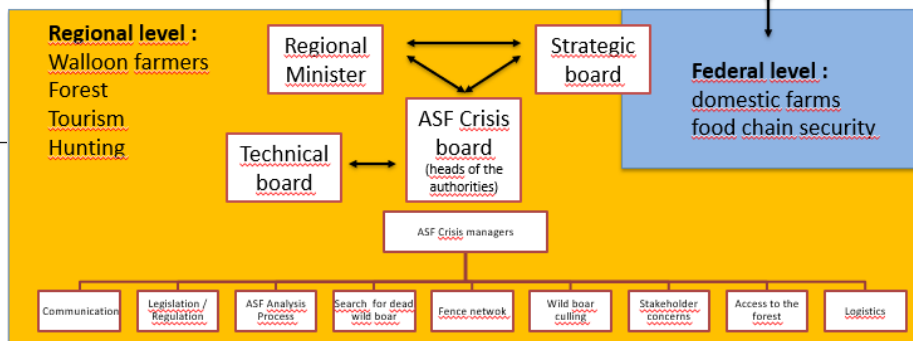 Regional level :
Walloon farmers
Forest
Tourism
Hunting
Regional
Minister
Strategic
board
Federal level :
domestic farms
food chain security
Technical
board
ASF Crisis
board
(heads of the
authorities)
ASF Crisis managers
Communication
Legislation /
Regulation
ASF Analysis
Process
Search for dead
wild boar
Fence netwok
Wild boar
culling
Stakeholder
concerns
Access to the
forest
Logistics